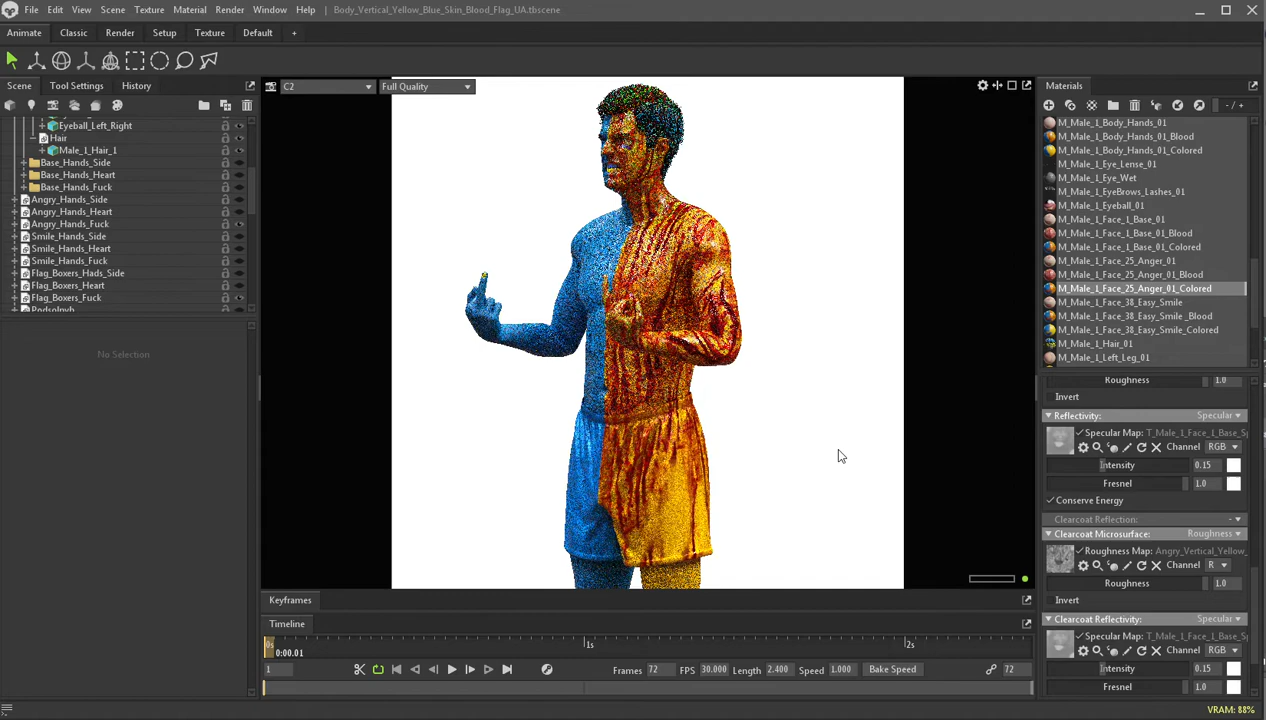 File Edit View Scene Texture Material Render Window Help Body_Vertical_Yellow_Blue_Skin_Blood_Flag_UA.tbscene
Animate Classic Render Setup Texture Default +
Scene Tool Settings History
C2 Full Quality
Materials
- / +
Eyeball_Left_Right
Hair
Male_1_Hair_1
Base_Hands_Side
Base_Hands_Heart
Base_Hands_Fuck
Angry_Hands_Side
Angry_Hands_Heart
Angry_Hands_Fuck
Smile_Hands_Side
Smile_Hands_Heart
Smile_Hands_Fuck
Flag_Boxers_Hads_Side
Flag_Boxers_Heart
Flag_Boxers_Fuck
No Selection
M_Male_1_Body_Hands_01
M_Male_1_Body_Hands_01_Blood
M_Male_1_Body_Hands_01_Colored
M_Male_1_Eye_Lense_01
M_Male_1_Eye_Wet
M_Male_1_EyeBrows_Lashes_01
M_Male_1_Eyeball_01
M_Male_1_Face_1_Base_01
M_Male_1_Face_1_Base_01_Blood
M_Male_1_Face_1_Base_01_Colored
M_Male_1_Face_25_Anger_01
M_Male_1_Face_25_Anger_01_Blood
M_Male_1_Face_25_Anger_01_Colored
M_Male_1_Face_38_Easy_Smile
M_Male_1_Face_38_Easy_Smile _Blood
M_Male_1_Face_38_Easy_Smile_Colored
M_Male_1_Hair_01
M_Male_1_Left_Leg_01
Roughness 1.0
Invert
Reflectivity: Specular
Specular Map: T_Male_1_Face_1_Base_S
Channel RGB
Intensity 0.15
Fresnel 1.0
Conserve Energy
Clearcoat Reflection: -
Clearcoat Microsurface: Roughness
Roughness Map: Angry_Vertical_Yellow_
Channel R
Roughness 1.0
Invert
Clearcoat Reflectivity: Specular
Specular Map: T_Male_1_Face_1_Base_S
Channel RGB
Intensity 0.15
Fresnel 1.0
Keyframes
Timeline
0s 1s 2s
0:00.01
1 Frames 72 FPS 30.000 Length 2.400 Speed 1.000 Bake Speed 72
VRAM: 88%